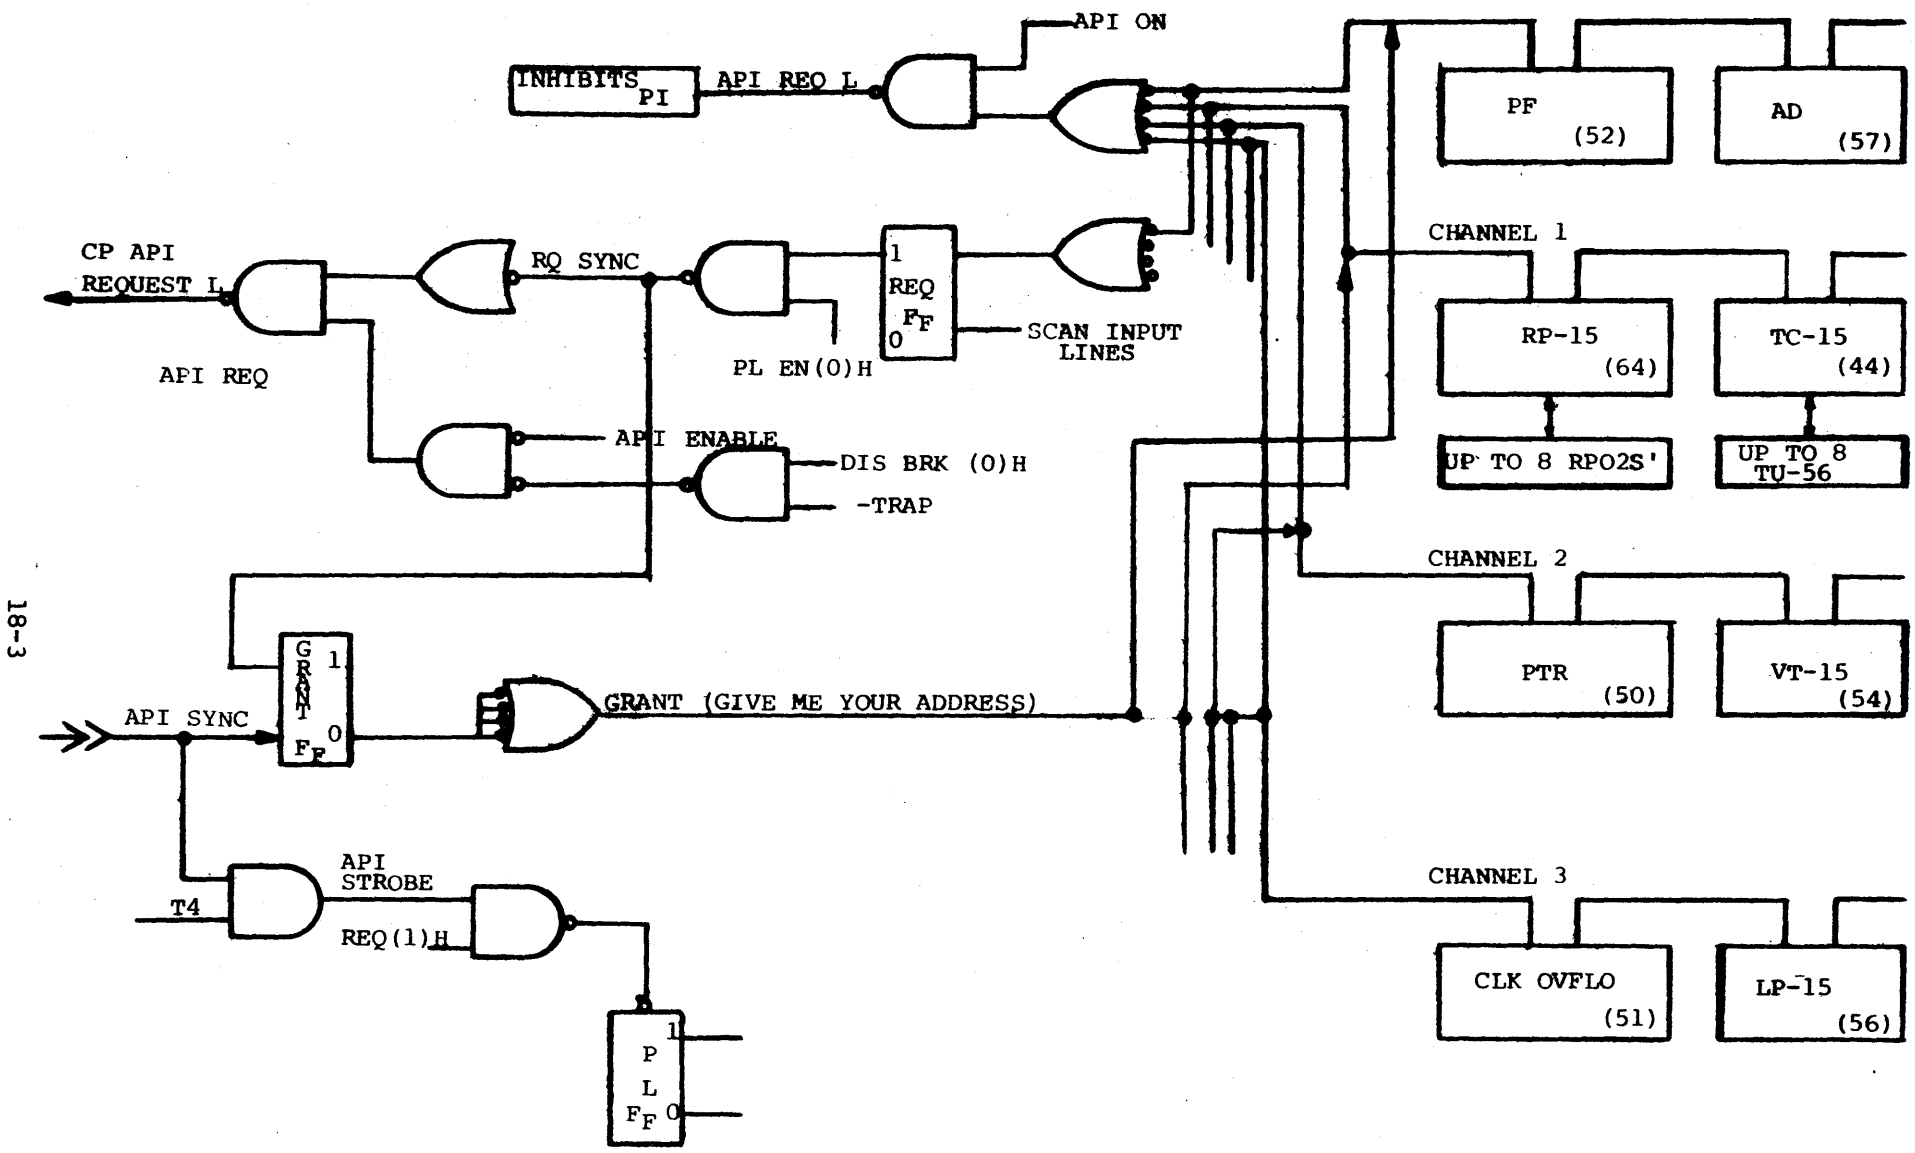 API ON
INHIBITS PI
API REQ L
PF
(52)
AD
(57)
CHANNEL 1
CP API
REQUEST L
RQ SYNC
1
REQ
FF
0
SCAN INPUT
LINES
PL EN(0)H
API REQ
RP-15
(64)
TC-15
(44)
API ENABLE
DIS BRK (0)H
-TRAP
UP TO 8 RPO2S'
UP TO 8
TU-56
CHANNEL 2
18-3
GRANT
FF
1
0
API SYNC
GRANT (GIVE ME YOUR ADDRESS)
PTR
(50)
VT-15
(54)
API
STROBE
T4
REQ(1)H
CHANNEL 3
CLK OVFLO
(51)
LP-15
(56)
1
P
L
FF
0